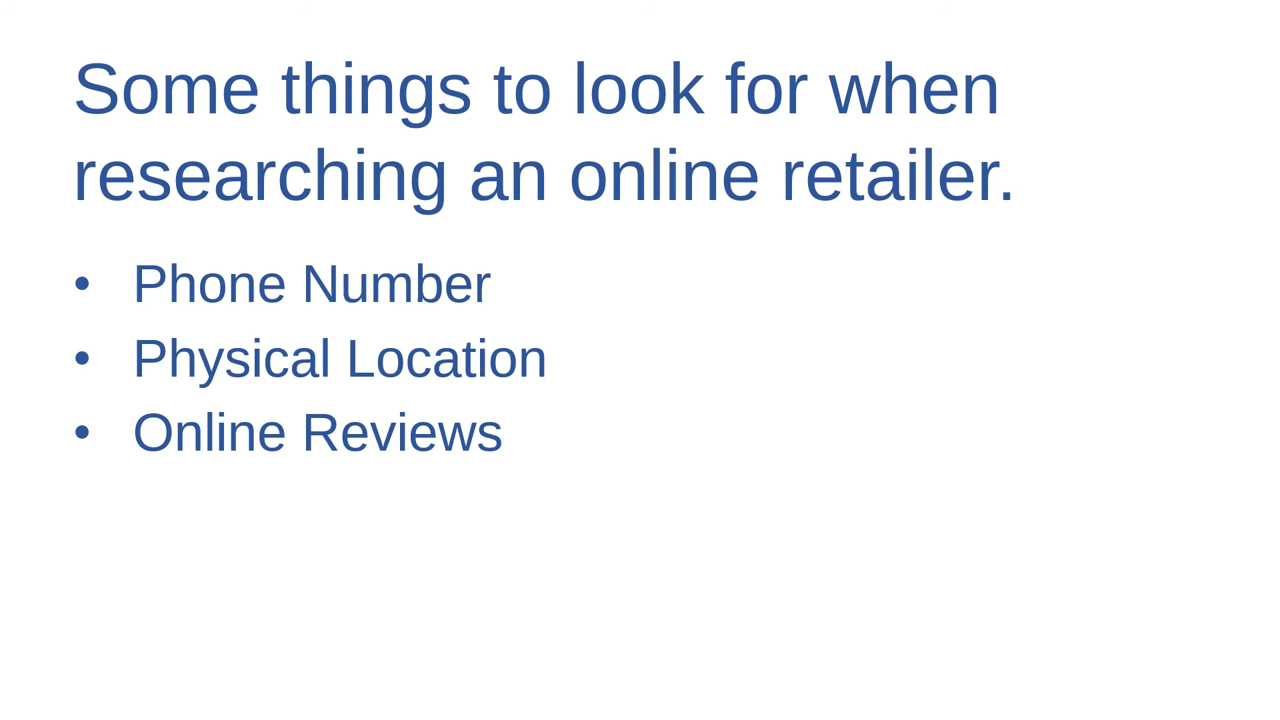 Some things to look for when
researching an online retailer.
• Phone Number
• Physical Location
• Online Reviews